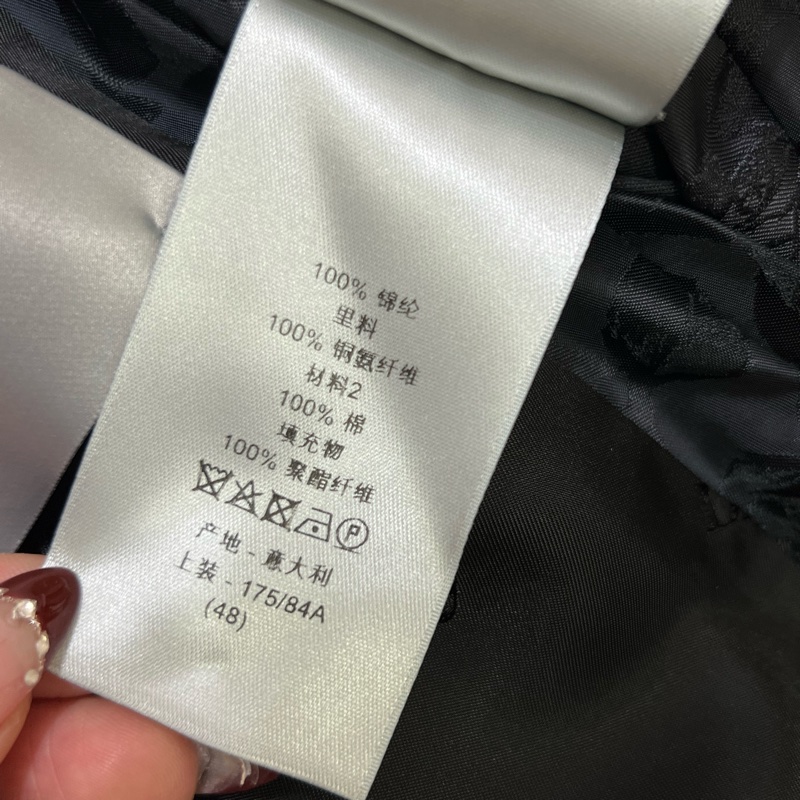 100% 锦纶
里料
100% 铜氨纤维
材料2
100% 棉
填充物
100% 聚酯纤维
P
产地 - 意大利
上装 - 175/84A
(48)